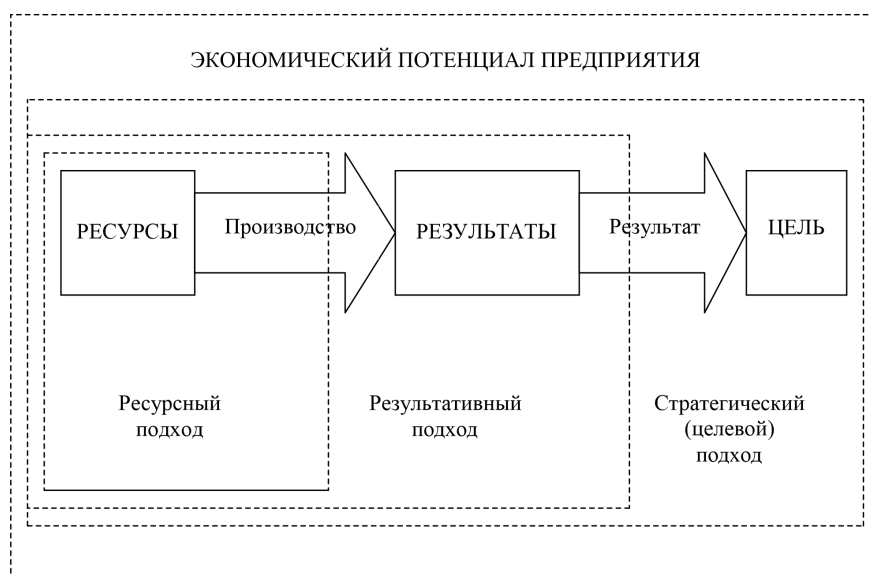 ЭКОНОМИЧЕСКИЙ ПОТЕНЦИАЛ ПРЕДПРИЯТИЯ
РЕСУРСЫ
Производство
РЕЗУЛЬТАТЫ
Результат
ЦЕЛЬ
Ресурсный
подход
Результативный
подход
Стратегический
(целевой)
подход